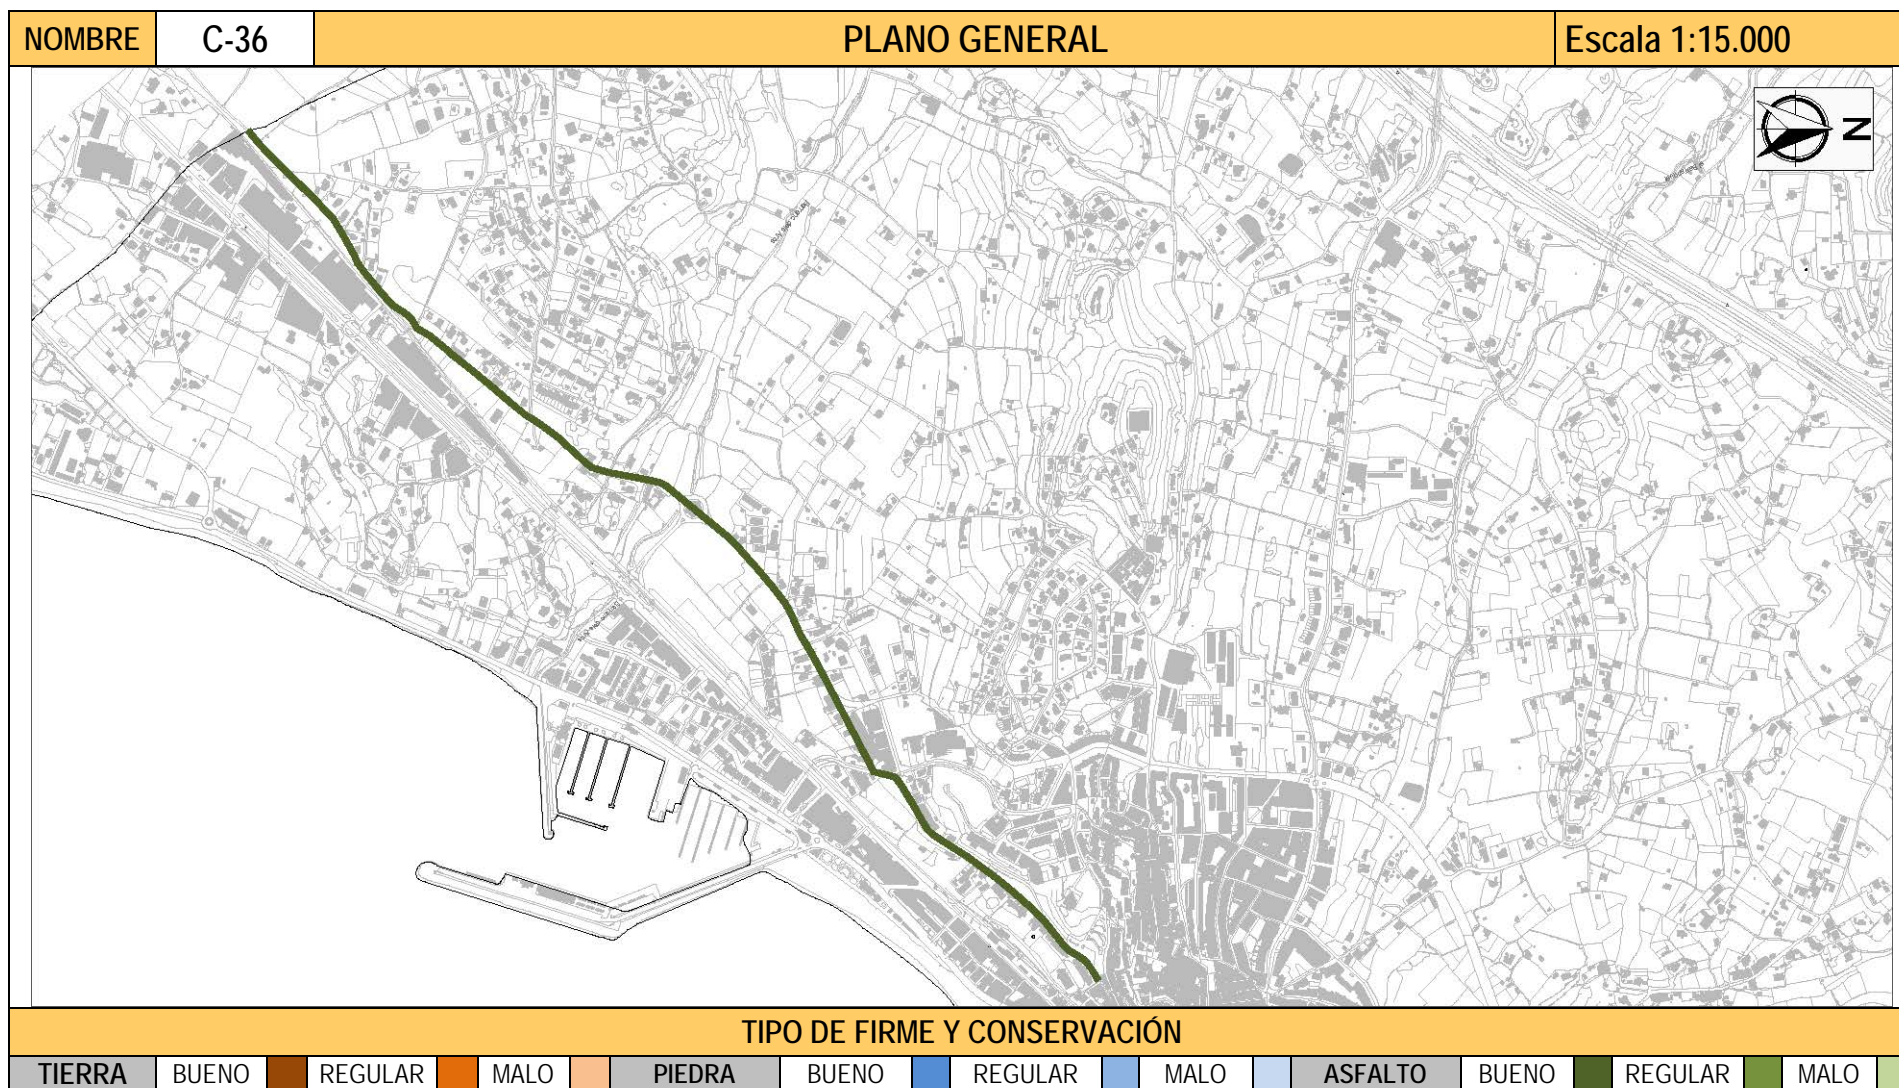 NOMBRE C-36 PLANO GENERAL Escala 1:15.000
N
TIPO DE FIRME Y CONSERVACIÓN
TIERRA BUENO REGULAR MALO PIEDRA BUENO REGULAR MALO ASFALTO BUENO REGULAR MALO